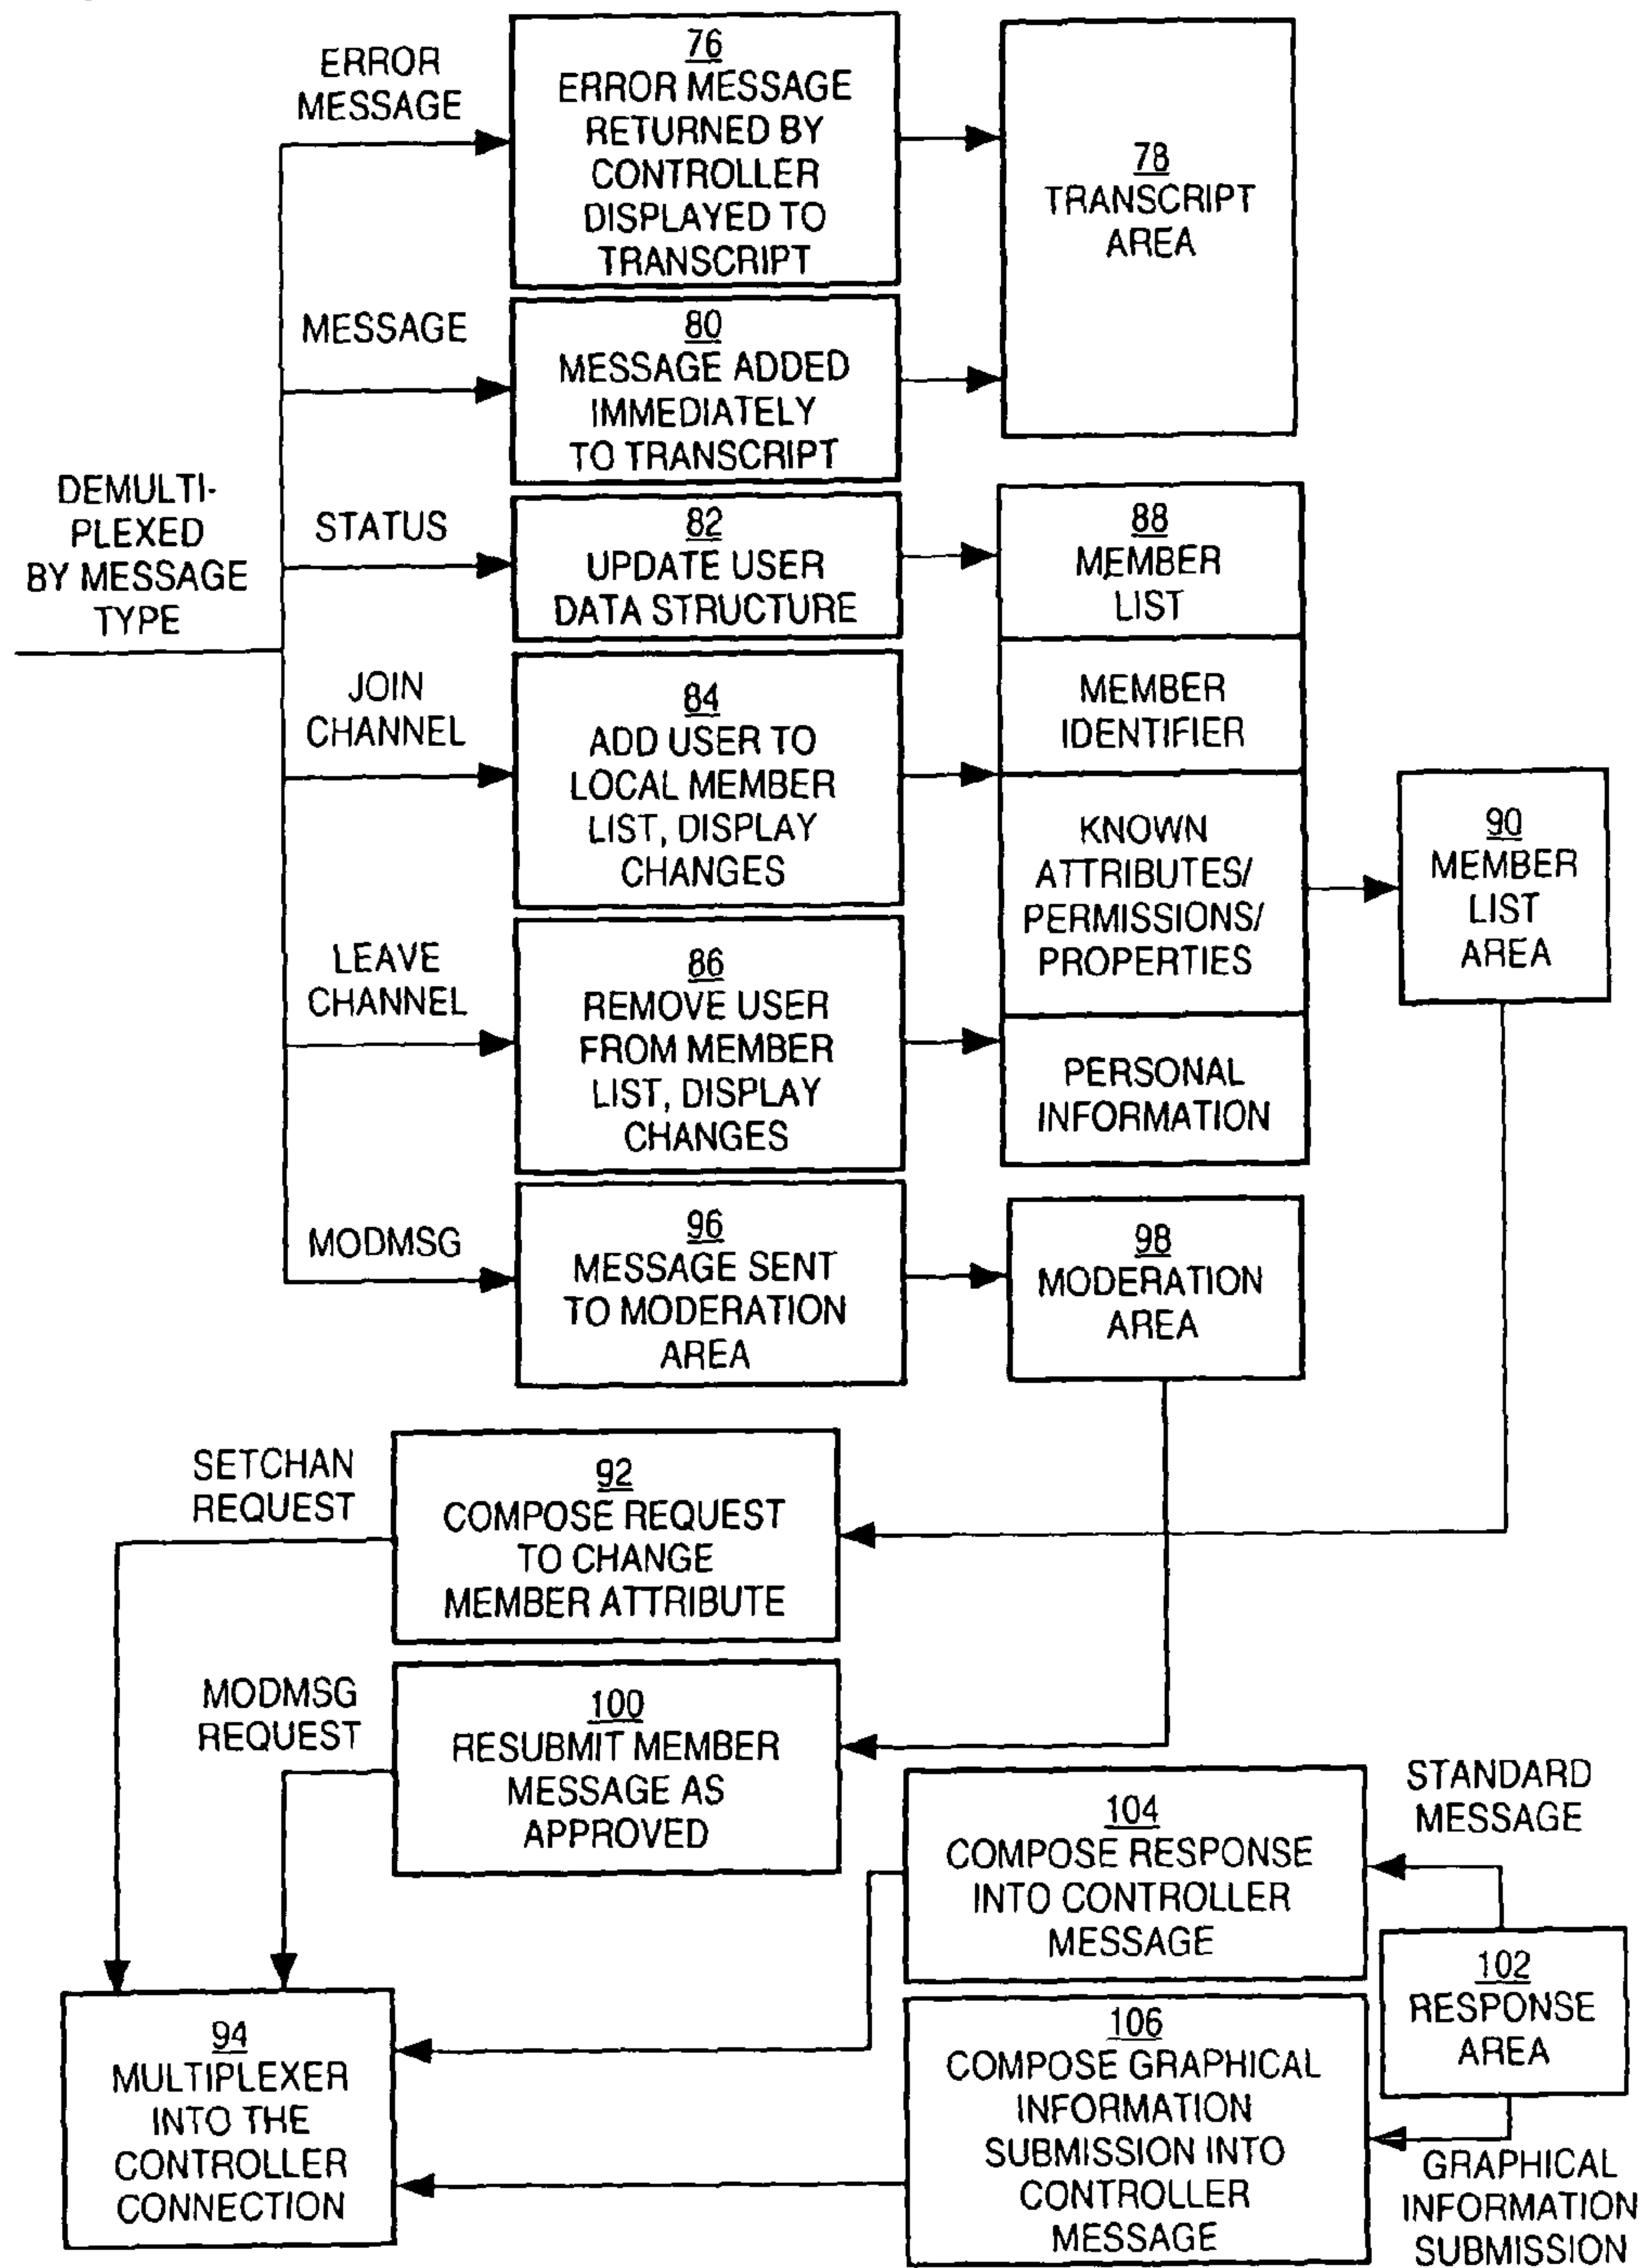 ERROR
MESSAGE
76
ERROR MESSAGE
RETURNED BY
CONTROLLER
DISPLAYED TO
TRANSCRIPT
78
TRANSCRIPT
AREA
MESSAGE
80
MESSAGE ADDED
IMMEDIATELY
TO TRANSCRIPT
DEMULTI-
PLEXED
BY MESSAGE
TYPE
STATUS
82
UPDATE USER
DATA STRUCTURE
88
MEMBER
LIST
JOIN
CHANNEL
84
ADD USER TO
LOCAL MEMBER
LIST, DISPLAY
CHANGES
MEMBER
IDENTIFIER
KNOWN
ATTRIBUTES/
PERMISSIONS/
PROPERTIES
90
MEMBER
LIST
AREA
LEAVE
CHANNEL
86
REMOVE USER
FROM MEMBER
LIST, DISPLAY
CHANGES
PERSONAL
INFORMATION
MODMSG
96
MESSAGE SENT
TO MODERATION
AREA
98
MODERATION
AREA
SETCHAN
REQUEST
92
COMPOSE REQUEST
TO CHANGE
MEMBER ATTRIBUTE
MODMSG
REQUEST
100
RESUBMIT MEMBER
MESSAGE AS
APPROVED
104
COMPOSE RESPONSE
INTO CONTROLLER
MESSAGE
STANDARD
MESSAGE
102
RESPONSE
AREA
94
MULTIPLEXER
INTO THE
CONTROLLER
CONNECTION
106
COMPOSE GRAPHICAL
INFORMATION
SUBMISSION INTO
CONTROLLER
MESSAGE
GRAPHICAL
INFORMATION
SUBMISSION